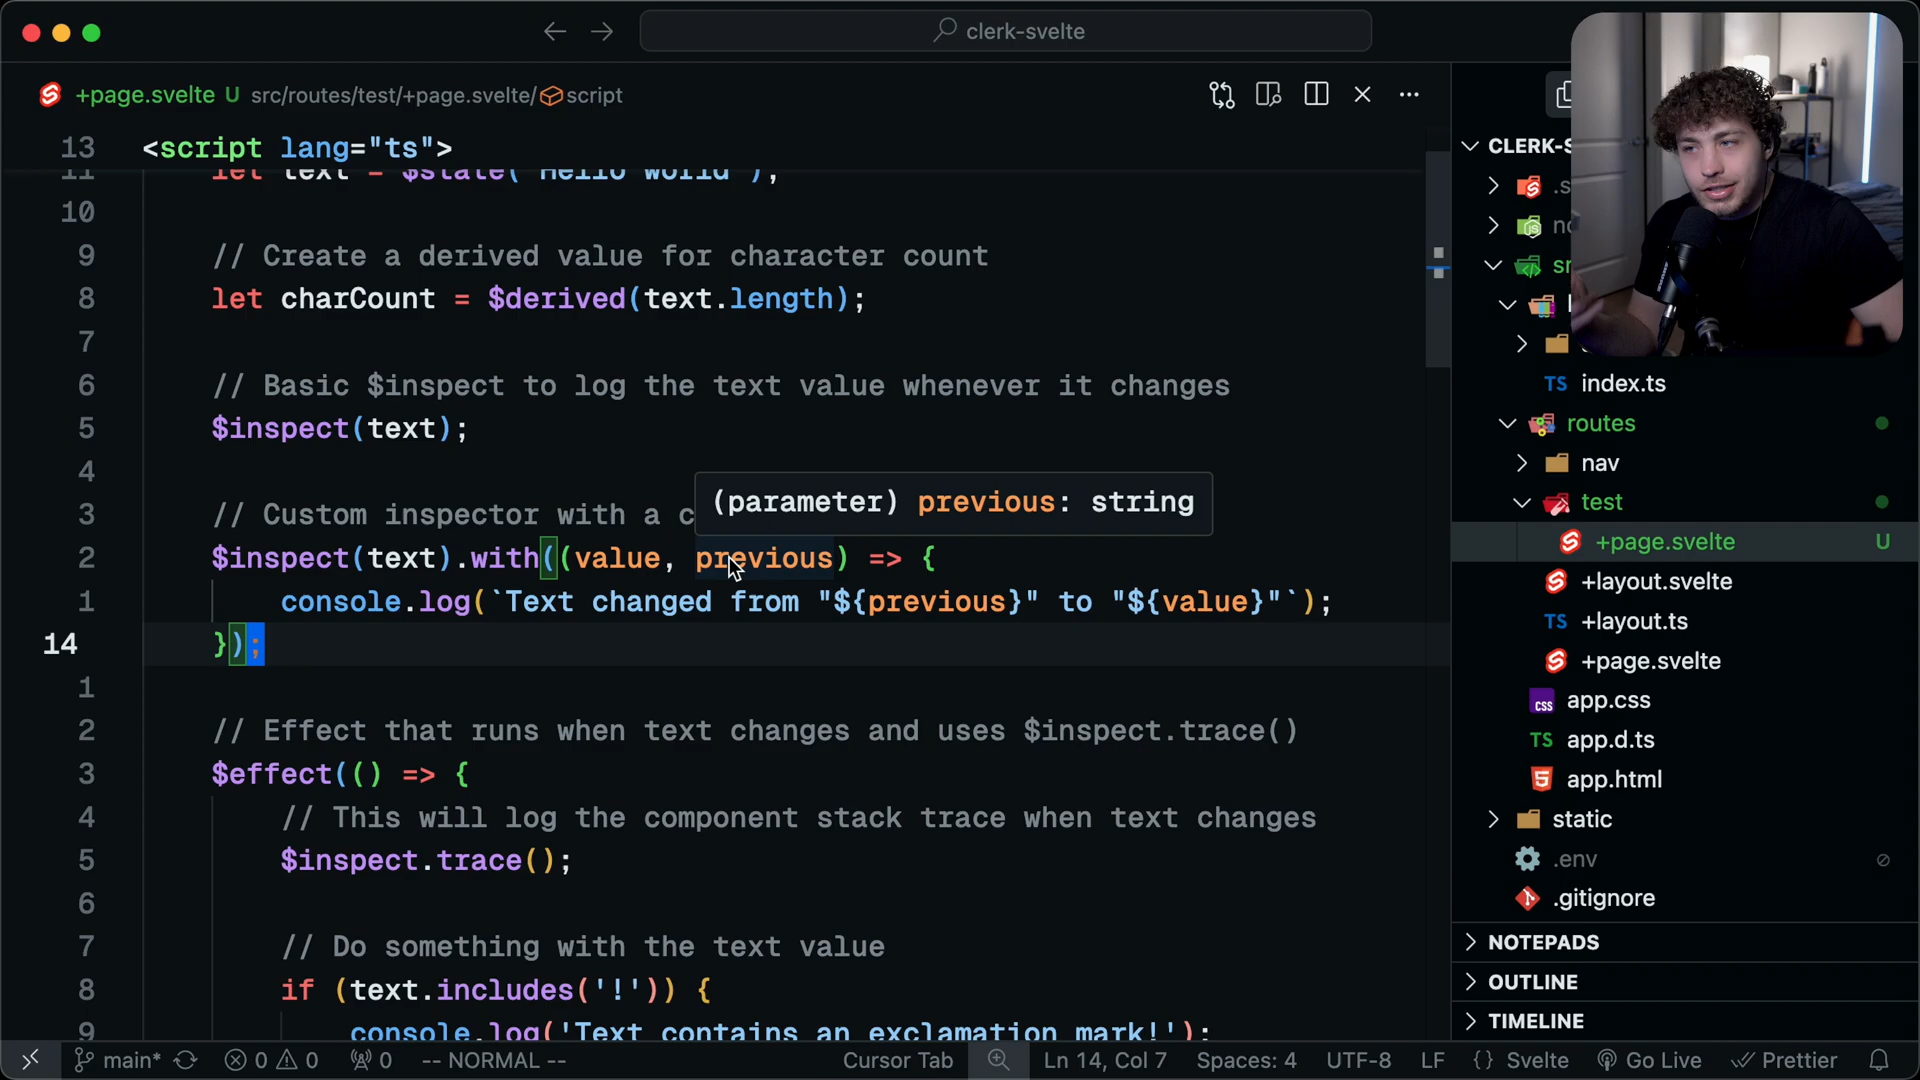 clerk-svelte
+page.svelte U src/routes/test/+page.svelte/ script
13 <script lang="ts">
11 let text = $state('Hello World');
10
9 // Create a derived value for character count
8 let charCount = $derived(text.length);
7
6 // Basic $inspect to log the text value whenever it changes
5 $inspect(text);
4
(parameter) previous: string
3 // Custom inspector with a c
2 $inspect(text).with((value, previous) => {
1 console.log(`Text changed from "${previous}" to "${value}"`);
14 });
1
2 // Effect that runs when text changes and uses $inspect.trace()
3 $effect(() => {
4 // This will log the component stack trace when text changes
5 $inspect.trace();
6
7 // Do something with the text value
8 if (text.includes('!')) {
9 console.log('Text contains an exclamation mark!');
CLERK-S
.s
no
sr
index.ts
routes
nav
test
+page.svelte U
+layout.svelte
+layout.ts
+page.svelte
app.css
app.d.ts
app.html
static
.env
.gitignore
NOTEPADS
OUTLINE
TIMELINE
main* 0 0 0 -- NORMAL -- Cursor Tab Ln 14, Col 7 Spaces: 4 UTF-8 LF {} Svelte Go Live Prettier